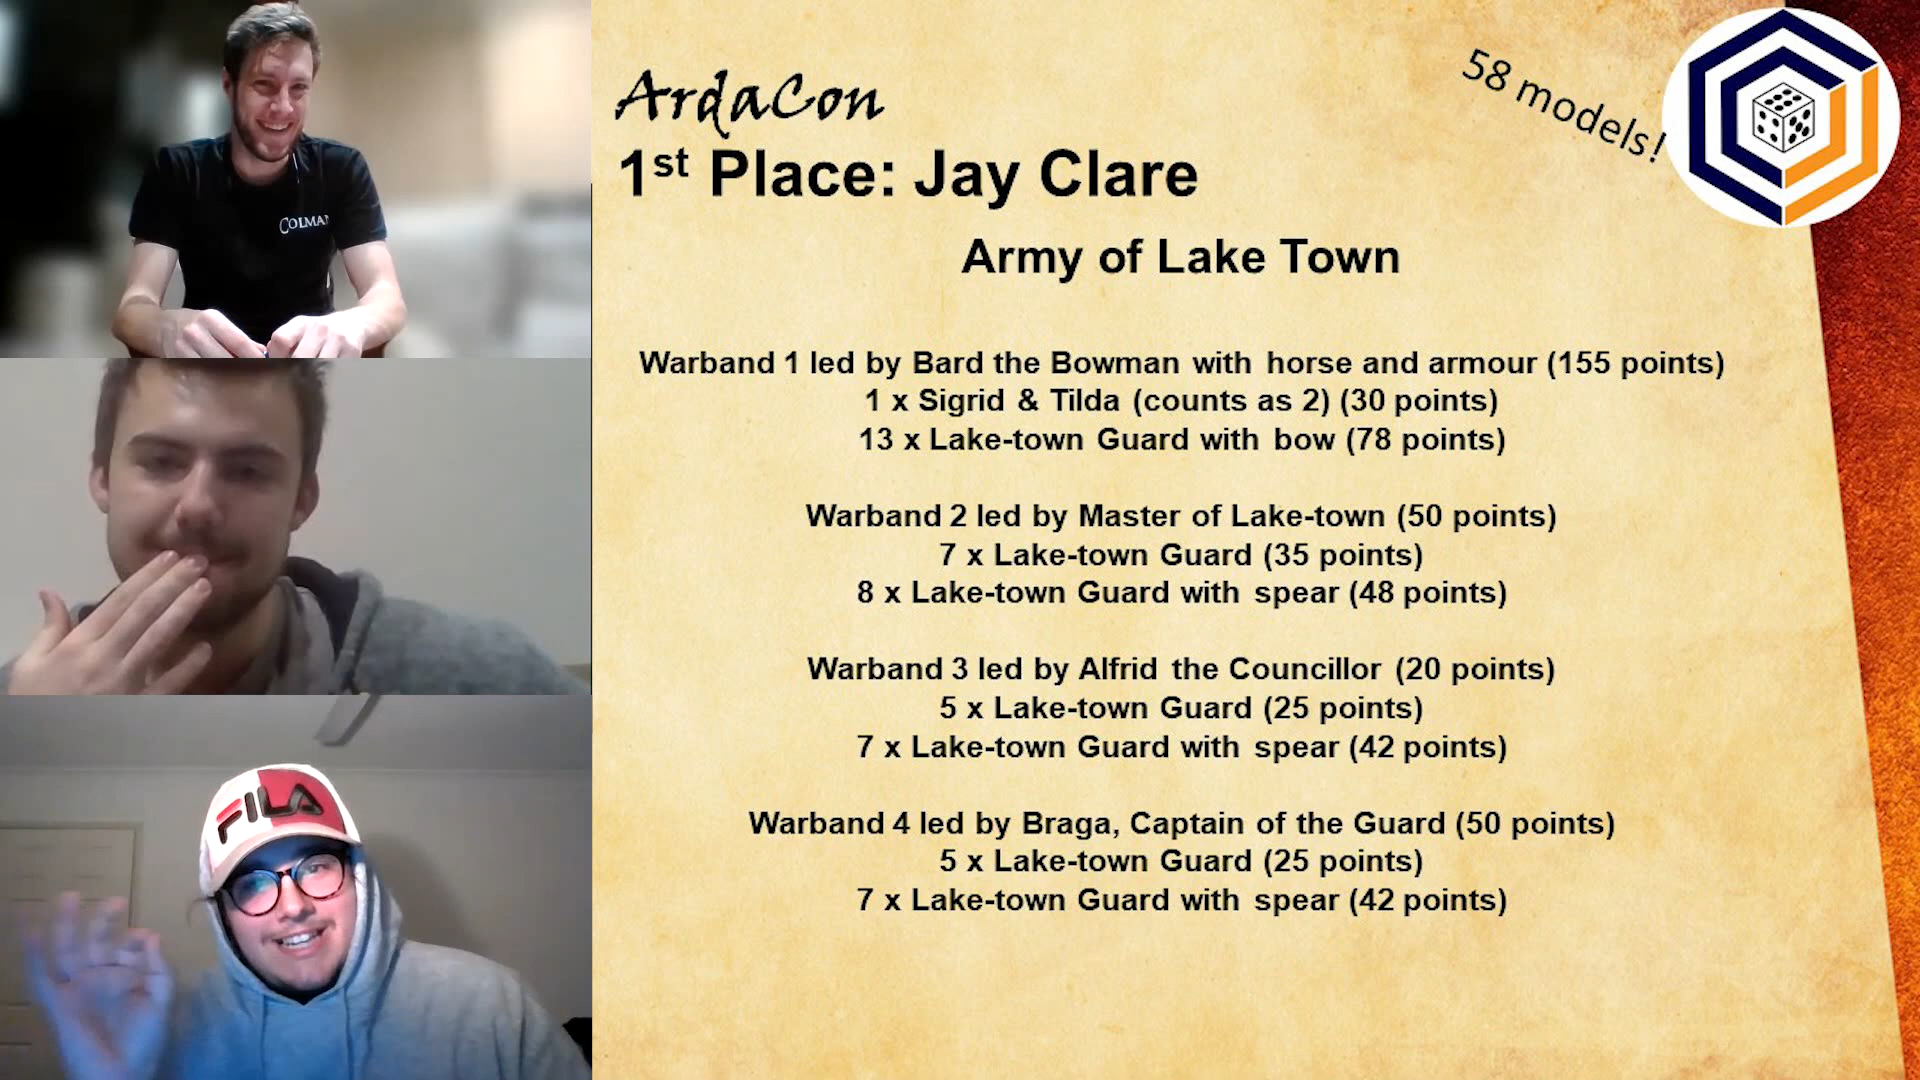 58 models!
ArdaCon
1st Place: Jay Clare
Army of Lake Town
Warband 1 led by Bard the Bowman with horse and armour (155 points)
1 x Sigrid & Tilda (counts as 2) (30 points)
13 x Lake-town Guard with bow (78 points)
Warband 2 led by Master of Lake-town (50 points)
7 x Lake-town Guard (35 points)
8 x Lake-town Guard with spear (48 points)
Warband 3 led by Alfrid the Councillor (20 points)
5 x Lake-town Guard (25 points)
7 x Lake-town Guard with spear (42 points)
Warband 4 led by Braga, Captain of the Guard (50 points)
5 x Lake-town Guard (25 points)
7 x Lake-town Guard with spear (42 points)
COLMAN
FILA